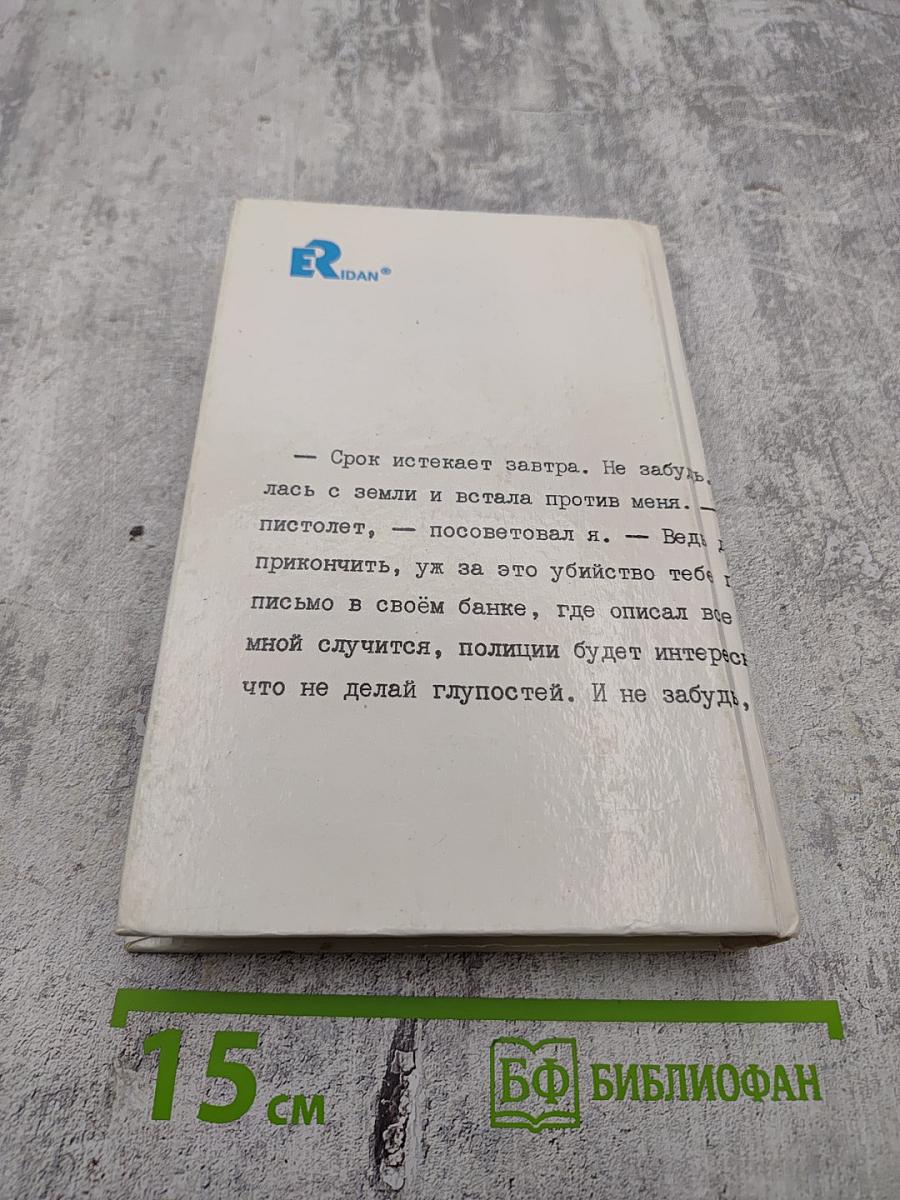 ERIDAN®
— Срок истекает завтра. Не забудь.
лась с земли и встала против меня. —
пистолет, — посоветовал я. — Ведь
прикончить, уж за это убийство тебе
письмо в своём банке, где описал все
мной случится, полиции будет интересн
что не делай глупостей. И не забудь,
15 см
БФ БИБЛИОФАН